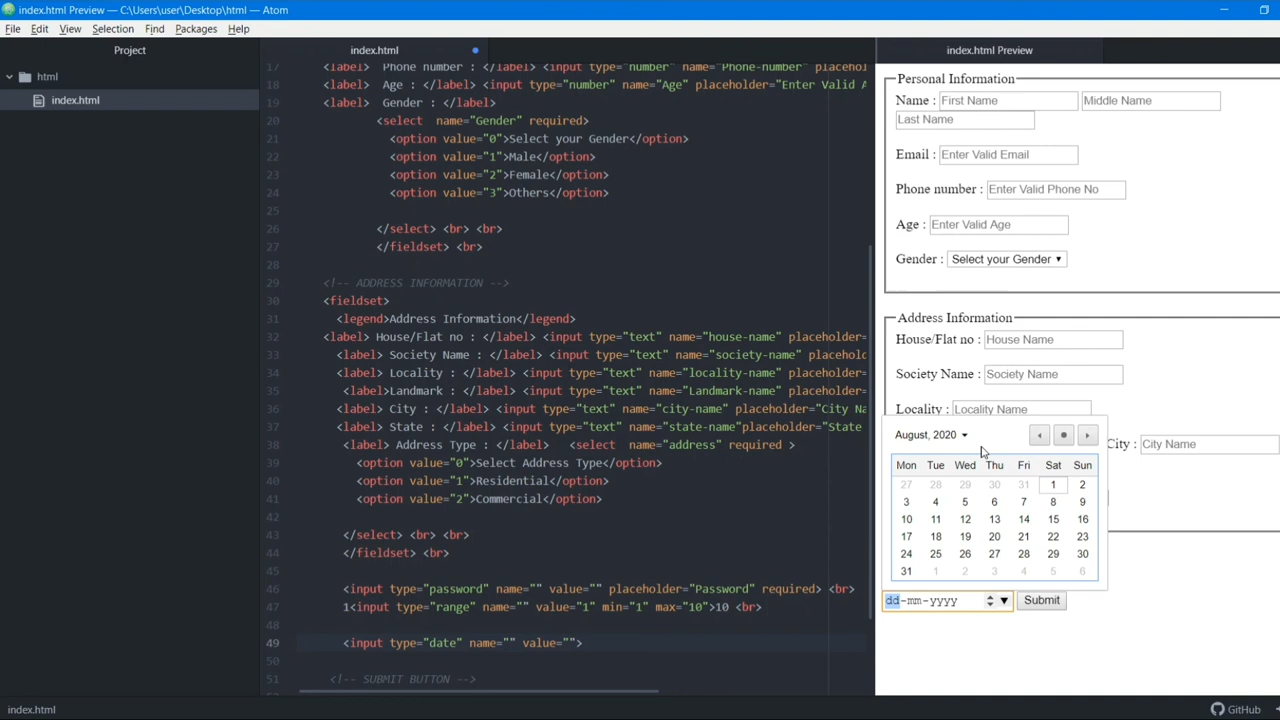 index.html Preview — C:\Users\user\Desktop\html — Atom
File Edit View Selection Find Packages Help
Project
html
index.html
index.html
17 <label> Phone number : </label> <input type="number" name="Phone-number" placehol
18 <label> Age : </label> <input type="number" name="Age" placeholder="Enter Valid A
19 <label> Gender : </label>
20 <select name="Gender" required>
21 <option value="0">Select your Gender</option>
22 <option value="1">Male</option>
23 <option value="2">Female</option>
24 <option value="3">Others</option>
25
26 </select> <br> <br>
27 </fieldset> <br>
28
29 <!-- ADDRESS INFORMATION -->
30 <fieldset>
31 <legend>Address Information</legend>
32 <label> House/Flat no : </label> <input type="text" name="house-name" placeholder=
33 <label> Society Name : </label> <input type="text" name="society-name" placehold
34 <label> Locality : </label> <input type="text" name="locality-name" placeholder=
35 <label>Landmark : </label> <input type="text" name="Landmark-name" placeholder=
36 <label> City : </label> <input type="text" name="city-name" placeholder="City Na
37 <label> State : </label> <input type="text" name="state-name"placeholder="State
38 <label> Address Type : </label> <select name="address" required >
39 <option value="0">Select Address Type</option>
40 <option value="1">Residential</option>
41 <option value="2">Commercial</option>
42
43 </select> <br> <br>
44 </fieldset> <br>
45
46 <input type="password" name="" value="" placeholder="Password" required> <br>
47 1<input type="range" name="" value="1" min="1" max="10">10 <br>
48
49 <input type="date" name="" value="">
50
51 <!-- SUBMIT BUTTON -->
index.html Preview
Personal Information
Name : First Name Middle Name
Last Name
Email : Enter Valid Email
Phone number : Enter Valid Phone No
Age : Enter Valid Age
Gender : Select your Gender
Address Information
House/Flat no : House Name
Society Name : Society Name
Locality : Locality Name
City : City Name
August, 2020
Mon Tue Wed Thu Fri Sat Sun
27 28 29 30 31 1 2
3 4 5 6 7 8 9
10 11 12 13 14 15 16
17 18 19 20 21 22 23
24 25 26 27 28 29 30
31 1 2 3 4 5 6
dd-mm-yyyy Submit
index.html
GitHub